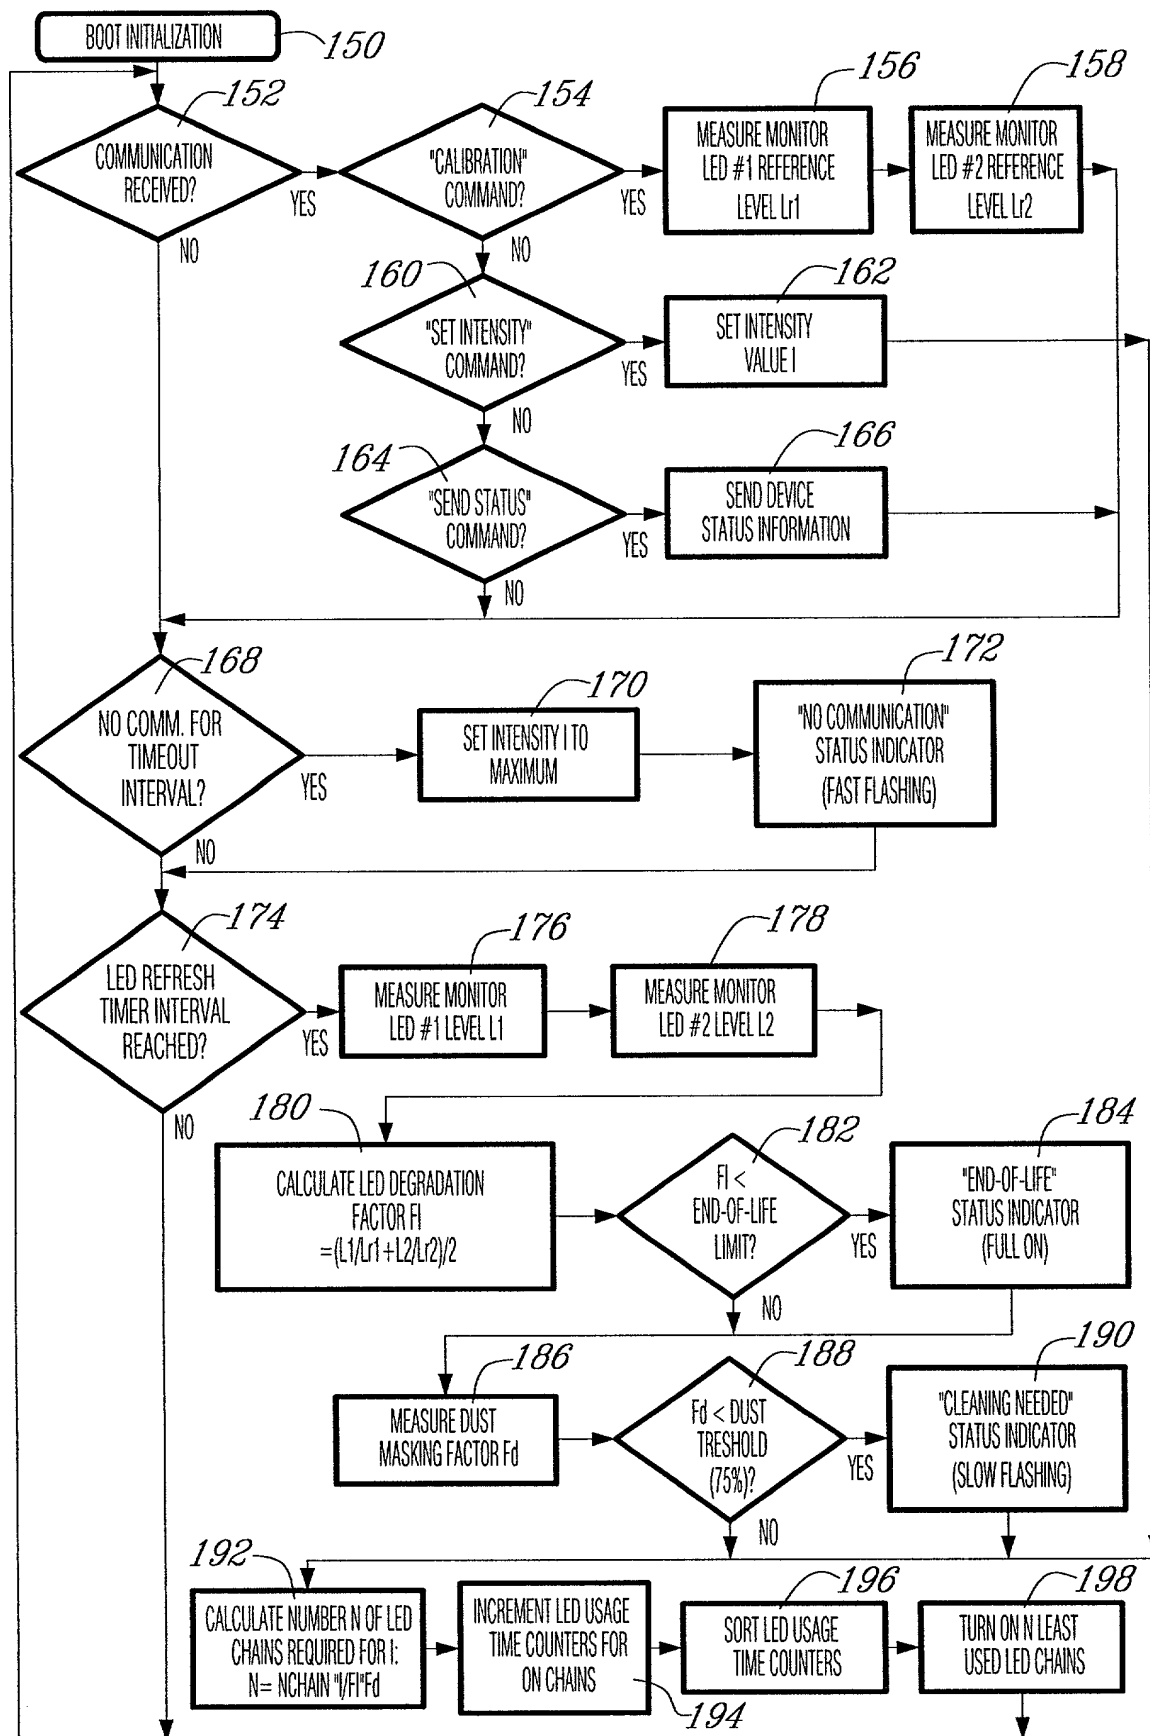 BOOT INITIALIZATION
150
152
COMMUNICATION
RECEIVED?
YES
NO
154
"CALIBRATION"
COMMAND?
YES
NO
156
MEASURE MONITOR
LED #1 REFERENCE
LEVEL Lr1
158
MEASURE MONITOR
LED #2 REFERENCE
LEVEL Lr2
160
"SET INTENSITY"
COMMAND?
YES
NO
162
SET INTENSITY
VALUE I
164
"SEND STATUS"
COMMAND?
YES
NO
166
SEND DEVICE
STATUS INFORMATION
168
NO COMM. FOR
TIMEOUT
INTERVAL?
YES
NO
170
SET INTENSITY I TO
MAXIMUM
172
"NO COMMUNICATION"
STATUS INDICATOR
(FAST FLASHING)
174
LED REFRESH
TIMER INTERVAL
REACHED?
YES
NO
176
MEASURE MONITOR
LED #1 LEVEL L1
178
MEASURE MONITOR
LED #2 LEVEL L2
180
CALCULATE LED DEGRADATION
FACTOR Fl
=(L1/Lr1+L2/Lr2)/2
182
Fl <
END-OF-LIFE
LIMIT?
YES
NO
184
"END-OF-LIFE"
STATUS INDICATOR
(FULL ON)
186
MEASURE DUST
MASKING FACTOR Fd
188
Fd < DUST
TRESHOLD
(75%)?
YES
NO
190
"CLEANING NEEDED"
STATUS INDICATOR
(SLOW FLASHING)
192
CALCULATE NUMBER N OF LED
CHAINS REQUIRED FOR I:
N= NCHAIN "I/Fl"Fd
194
INCREMENT LED USAGE
TIME COUNTERS FOR
ON CHAINS
196
SORT LED USAGE
TIME COUNTERS
198
TURN ON N LEAST
USED LED CHAINS